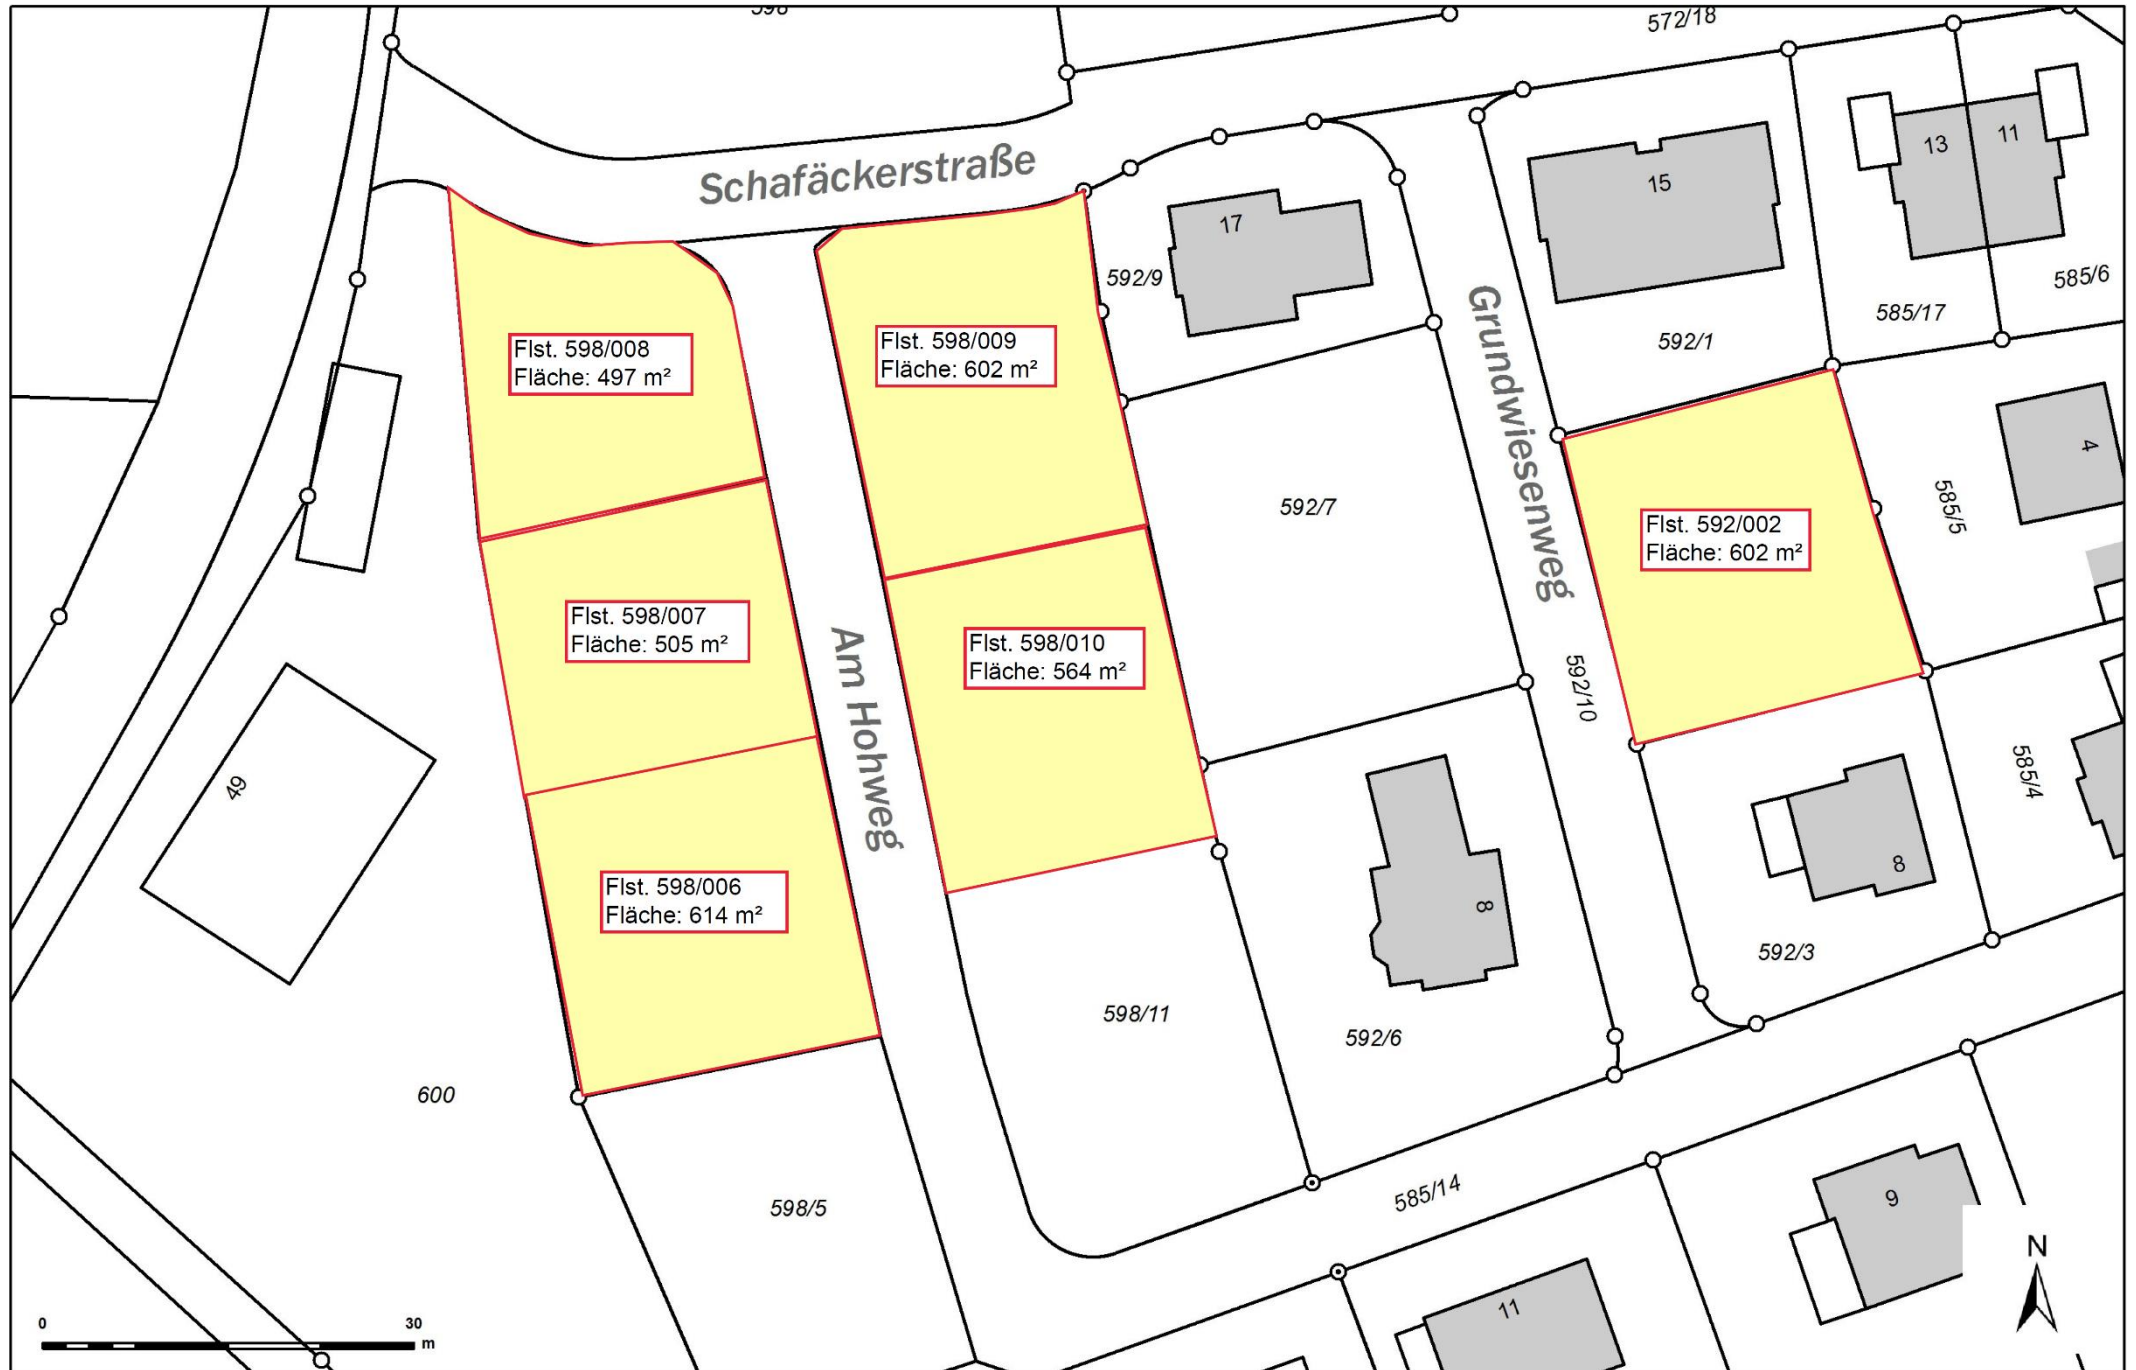 598
572/18
Schafäckerstraße
13
11
15
17
592/9
585/6
585/17
592/1
Flst. 598/008
Fläche: 497 m²
Flst. 598/009
Fläche: 602 m²
Grundwiesenweg
4
592/7
585/5
Flst. 592/002
Fläche: 602 m²
Flst. 598/007
Fläche: 505 m²
Flst. 598/010
Fläche: 564 m²
Am Hohweg
592/10
49
585/4
Flst. 598/006
Fläche: 614 m²
8
8
592/3
598/11
592/6
600
598/5
585/14
9
11
N
0
30
m